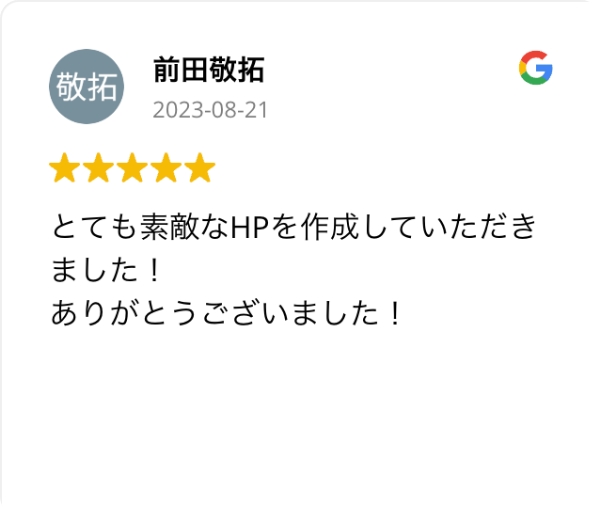 敬拓
前田敬拓
2023-08-21
とても素敵なHPを作成していただき
ました！
ありがとうございました！